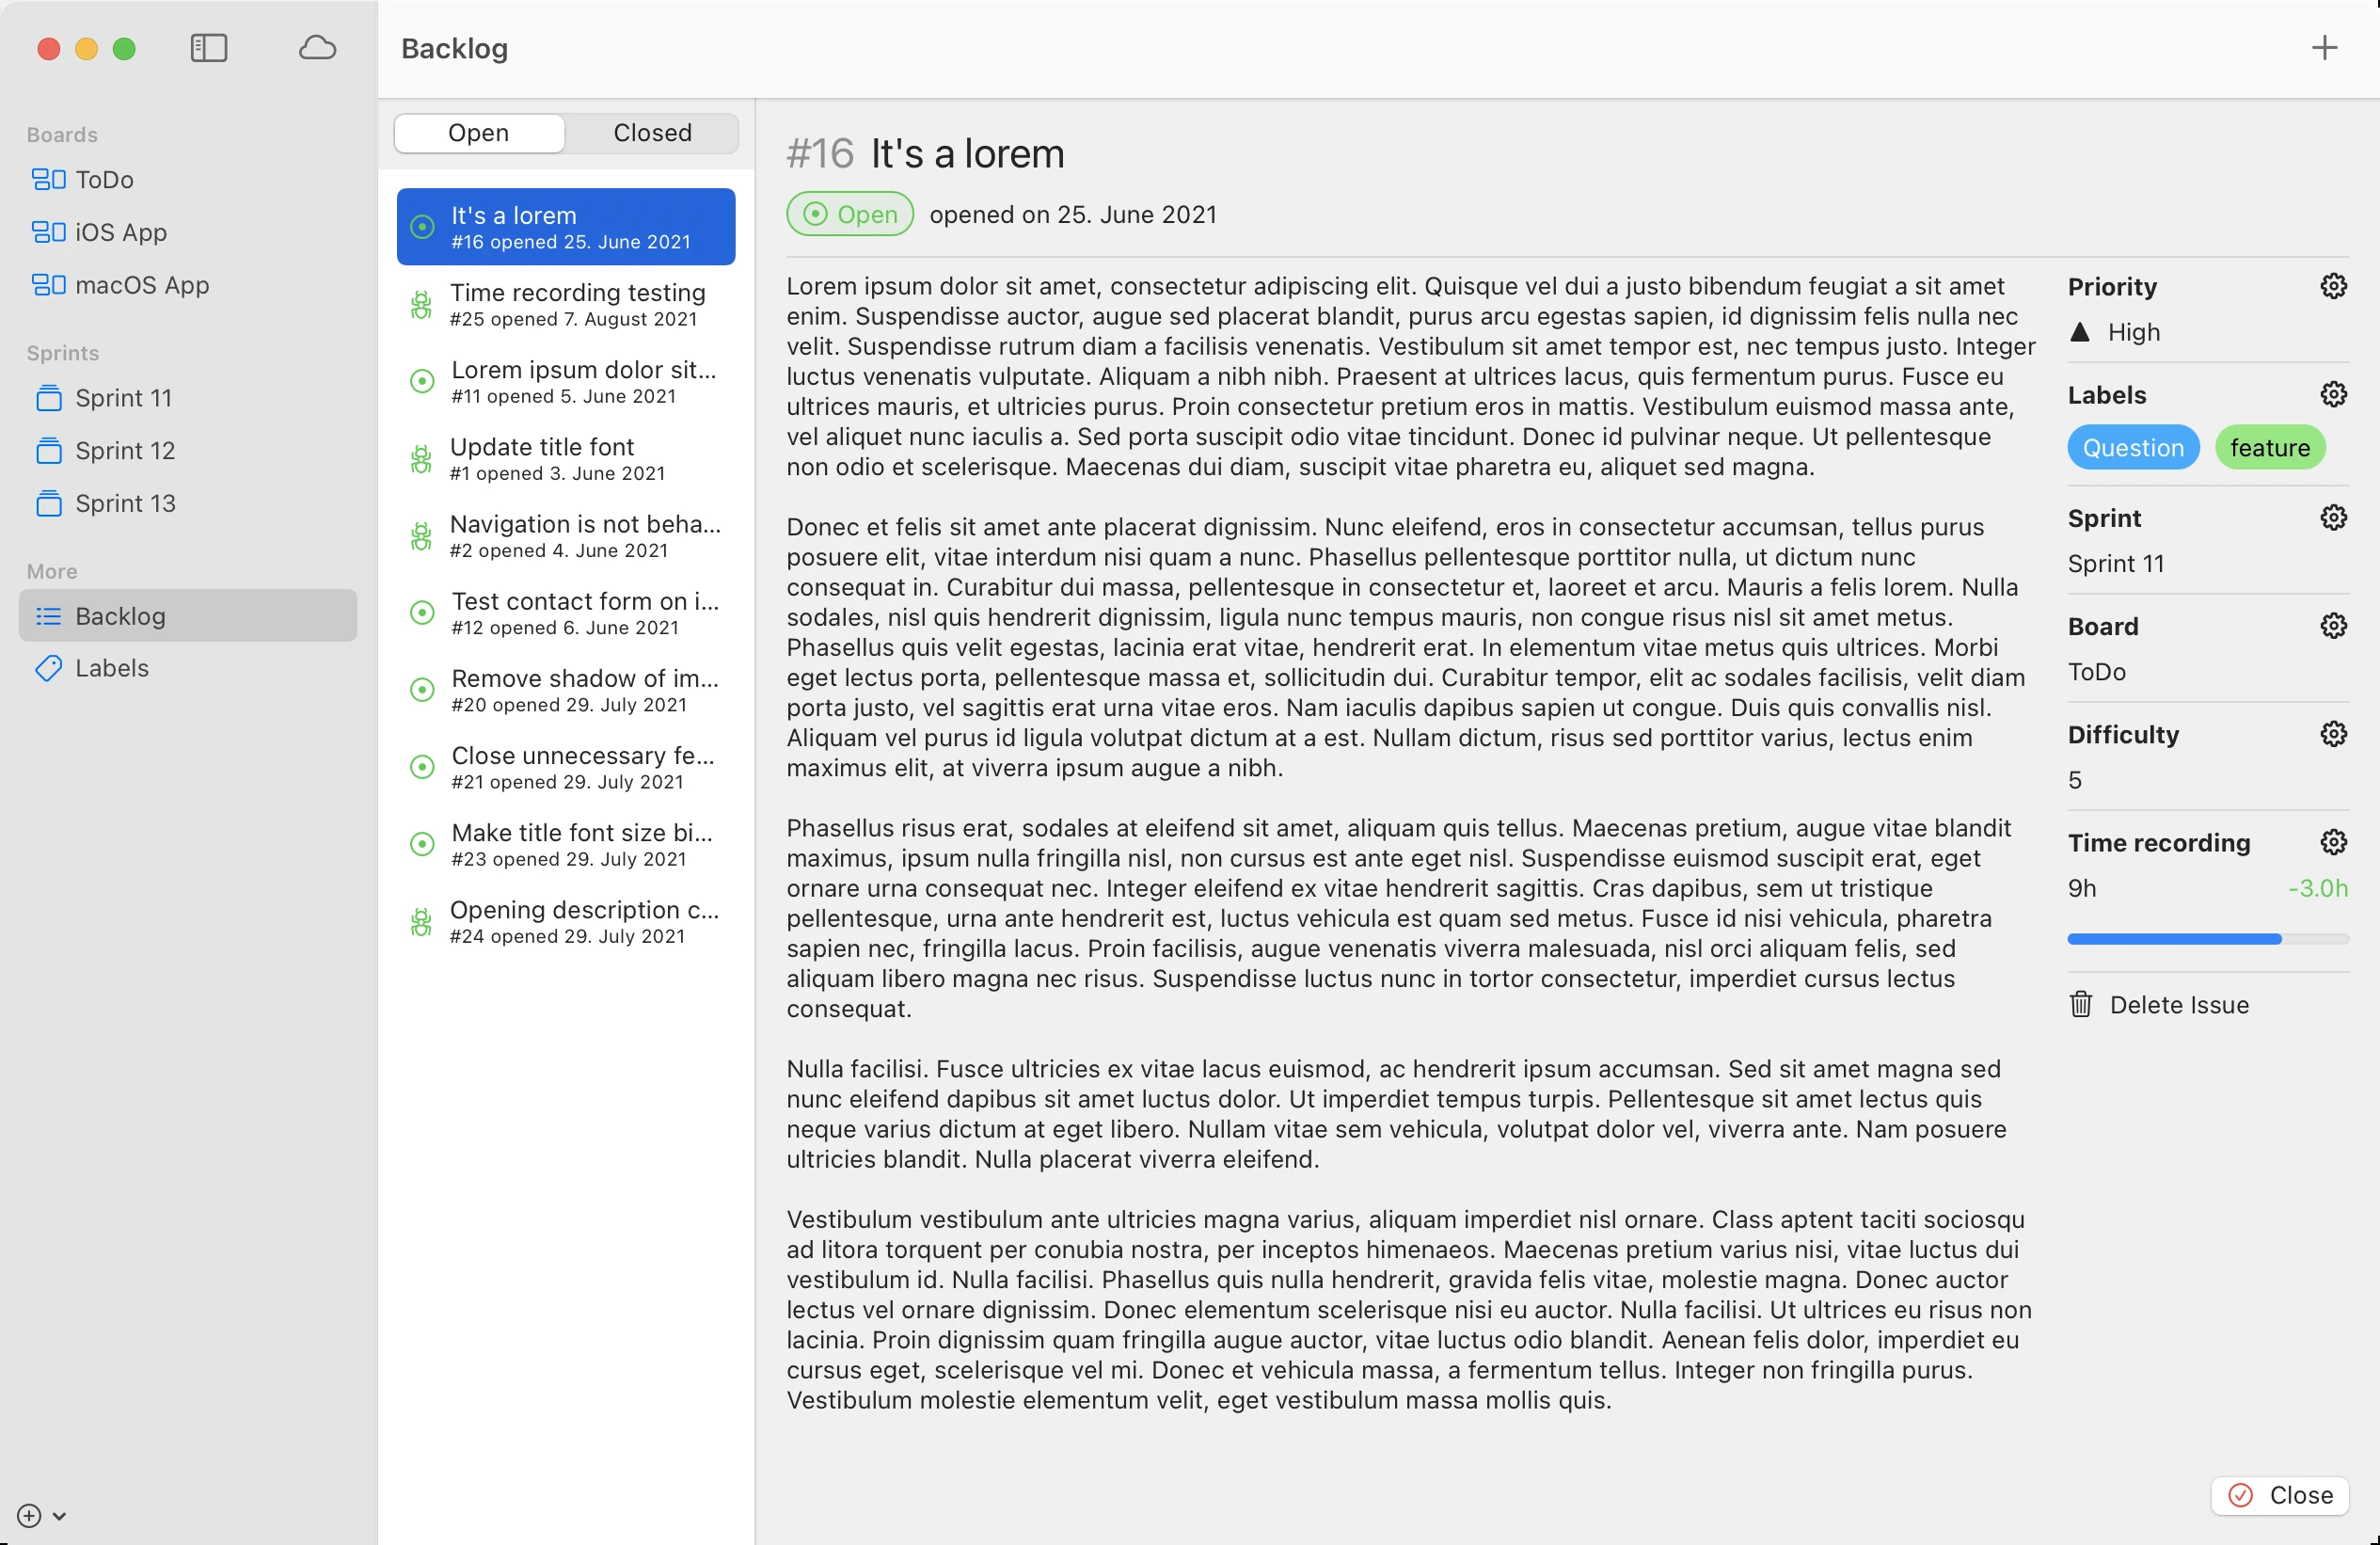 Backlog
Boards
ToDo
iOS App
macOS App
Sprints
Sprint 11
Sprint 12
Sprint 13
More
Backlog
Labels
Open
Closed
It's a lorem
#16 opened 25. June 2021
Time recording testing
#25 opened 7. August 2021
Lorem ipsum dolor sit...
#11 opened 5. June 2021
Update title font
#1 opened 3. June 2021
Navigation is not beha...
#2 opened 4. June 2021
Test contact form on i...
#12 opened 6. June 2021
Remove shadow of im...
#20 opened 29. July 2021
Close unnecessary fe...
#21 opened 29. July 2021
Make title font size bi...
#23 opened 29. July 2021
Opening description c...
#24 opened 29. July 2021
#16 It's a lorem
Open opened on 25. June 2021
Lorem ipsum dolor sit amet, consectetur adipiscing elit. Quisque vel dui a justo bibendum feugiat a sit amet
enim. Suspendisse auctor, augue sed placerat blandit, purus arcu egestas sapien, id dignissim felis nulla nec
velit. Suspendisse rutrum diam a facilisis venenatis. Vestibulum sit amet tempor est, nec tempus justo. Integer
luctus venenatis vulputate. Aliquam a nibh nibh. Praesent at ultrices lacus, quis fermentum purus. Fusce eu
ultrices mauris, et ultricies purus. Proin consectetur pretium eros in mattis. Vestibulum euismod massa ante,
vel aliquet nunc iaculis a. Sed porta suscipit odio vitae tincidunt. Donec id pulvinar neque. Ut pellentesque
non odio et scelerisque. Maecenas dui diam, suscipit vitae pharetra eu, aliquet sed magna.
Donec et felis sit amet ante placerat dignissim. Nunc eleifend, eros in consectetur accumsan, tellus purus
posuere elit, vitae interdum nisi quam a nunc. Phasellus pellentesque porttitor nulla, ut dictum nunc
consequat in. Curabitur dui massa, pellentesque in consectetur et, laoreet et arcu. Mauris a felis lorem. Nulla
sodales, nisl quis hendrerit dignissim, ligula nunc tempus mauris, non congue risus nisl sit amet metus.
Phasellus quis velit egestas, lacinia erat vitae, hendrerit erat. In elementum vitae metus quis ultrices. Morbi
eget lectus porta, pellentesque massa et, sollicitudin dui. Curabitur tempor, elit ac sodales facilisis, velit diam
porta justo, vel sagittis erat urna vitae eros. Nam iaculis dapibus sapien ut congue. Duis quis convallis nisl.
Aliquam vel purus id ligula volutpat dictum at a est. Nullam dictum, risus sed porttitor varius, lectus enim
maximus elit, at viverra ipsum augue a nibh.
Phasellus risus erat, sodales at eleifend sit amet, aliquam quis tellus. Maecenas pretium, augue vitae blandit
maximus, ipsum nulla fringilla nisl, non cursus est ante eget nisl. Suspendisse euismod suscipit erat, eget
ornare urna consequat nec. Integer eleifend ex vitae hendrerit sagittis. Cras dapibus, sem ut tristique
pellentesque, urna ante hendrerit est, luctus vehicula est quam sed metus. Fusce id nisi vehicula, pharetra
sapien nec, fringilla lacus. Proin facilisis, augue venenatis viverra malesuada, nisl orci aliquam felis, sed
aliquam libero magna nec risus. Suspendisse luctus nunc in tortor consectetur, imperdiet cursus lectus
consequat.
Nulla facilisi. Fusce ultricies ex vitae lacus euismod, ac hendrerit ipsum accumsan. Sed sit amet magna sed
nunc eleifend dapibus sit amet luctus dolor. Ut imperdiet tempus turpis. Pellentesque sit amet lectus quis
neque varius dictum at eget libero. Nullam vitae sem vehicula, volutpat dolor vel, viverra ante. Nam posuere
ultricies blandit. Nulla placerat viverra eleifend.
Vestibulum vestibulum ante ultricies magna varius, aliquam imperdiet nisl ornare. Class aptent taciti sociosqu
ad litora torquent per conubia nostra, per inceptos himenaeos. Maecenas pretium varius nisi, vitae luctus dui
vestibulum id. Nulla facilisi. Phasellus quis nulla hendrerit, gravida felis vitae, molestie magna. Donec auctor
lectus vel ornare dignissim. Donec elementum scelerisque nisi eu auctor. Nulla facilisi. Ut ultrices eu risus non
lacinia. Proin dignissim quam fringilla augue auctor, vitae luctus odio blandit. Aenean felis dolor, imperdiet eu
cursus eget, scelerisque vel mi. Donec et vehicula massa, a fermentum tellus. Integer non fringilla purus.
Vestibulum molestie elementum velit, eget vestibulum massa mollis quis.
Priority
High
Labels
Question feature
Sprint
Sprint 11
Board
ToDo
Difficulty
5
Time recording
9h -3.0h
Delete Issue
Close